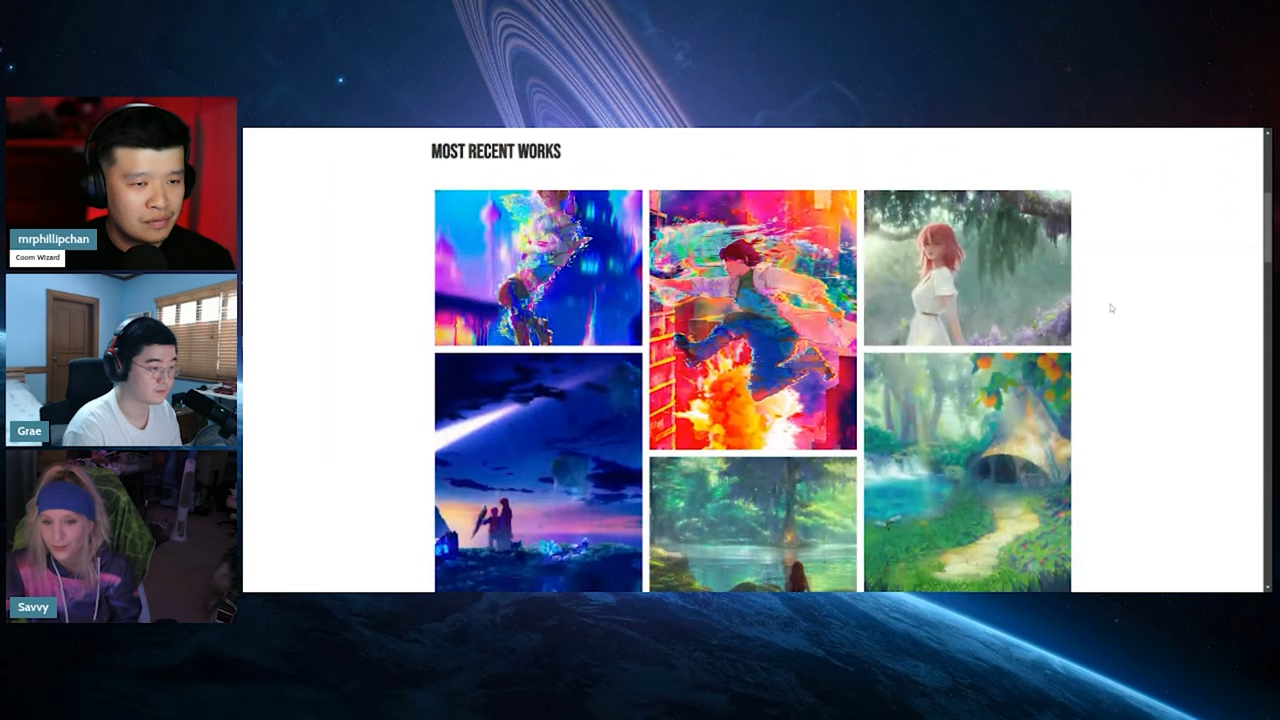 MOST RECENT WORKS
mrphillipchan
Coom Wizard
Grae
Savvy